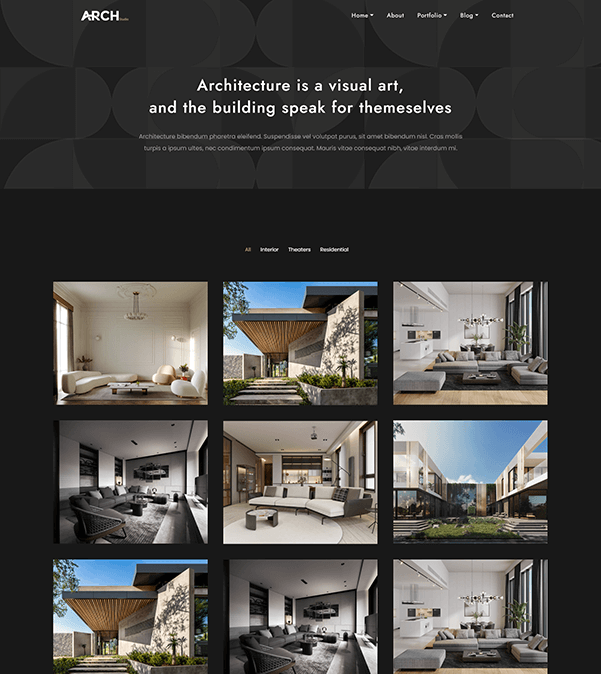 ARCH Studio
Home About Portfolio Blog Contact
Architecture is a visual art,
and the building speak for themeselves
Architecture bibendum pharetra eleifend. Suspendisse vel volutpat purus, sit amet bibendum nisl. Cras mollis
turpis a ipsum ultes, nec condimentum ipsum consequat. Mauris vitae consequat nibh, vitae interdum mi.
All Interior Theaters Residential